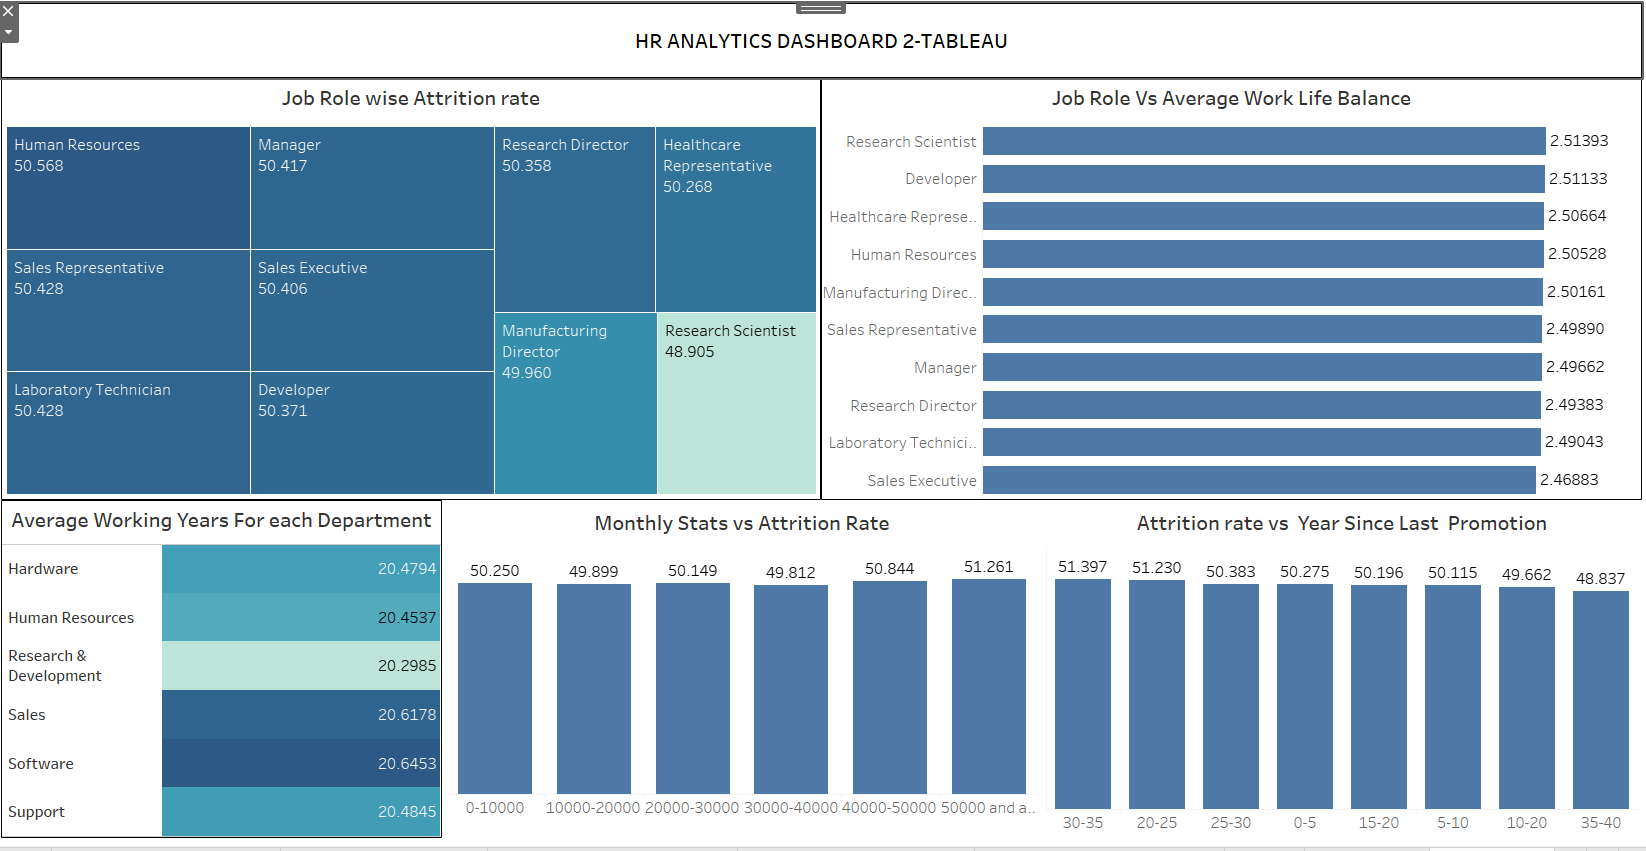 HR ANALYTICS DASHBOARD 2-TABLEAU
Job Role wise Attrition rate
Human Resources
50.568
Manager
50.417
Research Director
50.358
Healthcare
Representative
50.268
Sales Representative
50.428
Sales Executive
50.406
Laboratory Technician
50.428
Developer
50.371
Manufacturing
Director
49.960
Research Scientist
48.905
Job Role Vs Average Work Life Balance
Research Scientist 2.51393
Developer 2.51133
Healthcare Represe.. 2.50664
Human Resources 2.50528
Manufacturing Direc.. 2.50161
Sales Representative 2.49890
Manager 2.49662
Research Director 2.49383
Laboratory Technici.. 2.49043
Sales Executive 2.46883
Average Working Years For each Department
Hardware 20.4794
Human Resources 20.4537
Research &
Development 20.2985
Sales 20.6178
Software 20.6453
Support 20.4845
Monthly Stats vs Attrition Rate
50.250 49.899 50.149 49.812 50.844 51.261
0-10000 10000-20000 20000-30000 30000-40000 40000-50000 50000 and a..
Attrition rate vs Year Since Last Promotion
51.397 51.230 50.383 50.275 50.196 50.115 49.662 48.837
30-35 20-25 25-30 0-5 15-20 5-10 10-20 35-40